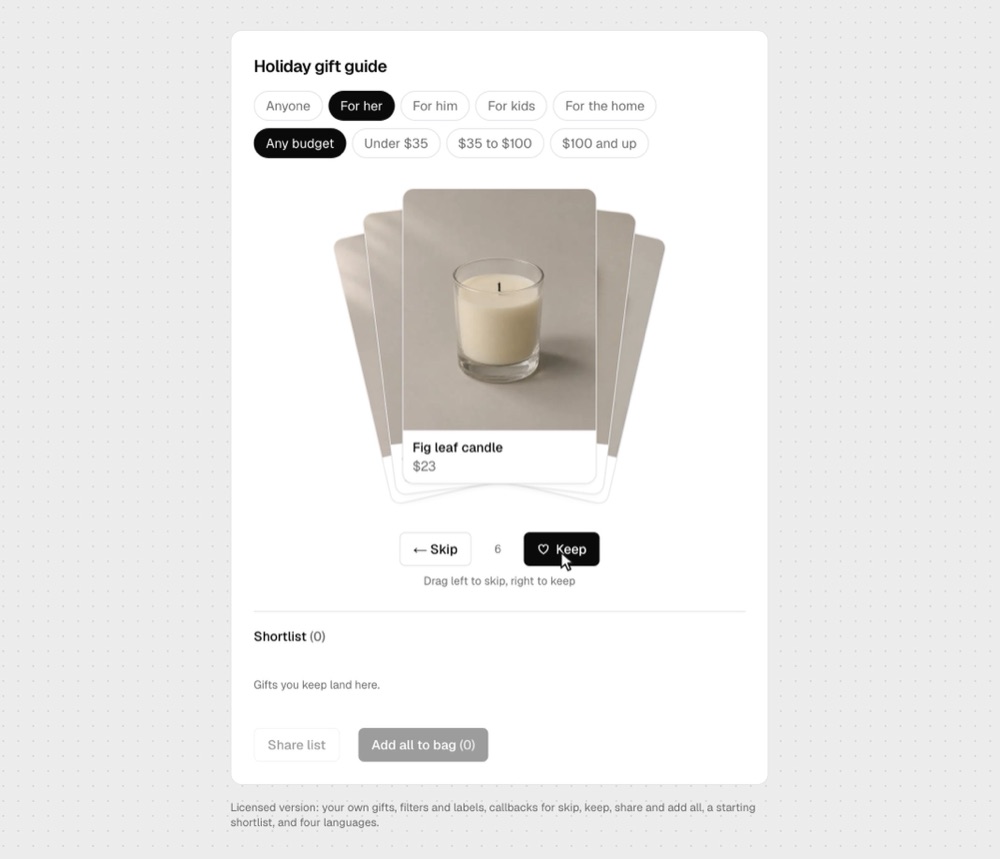 Holiday gift guide
Anyone For her For him For kids For the home
Any budget Under $35 $35 to $100 $100 and up
Fig leaf candle
$23
← Skip 6 ♡ Keep
Drag left to skip, right to keep
Shortlist (0)
Gifts you keep land here.
Share list Add all to bag (0)
Licensed version: your own gifts, filters and labels, callbacks for skip, keep, share and add all, a starting
shortlist, and four languages.